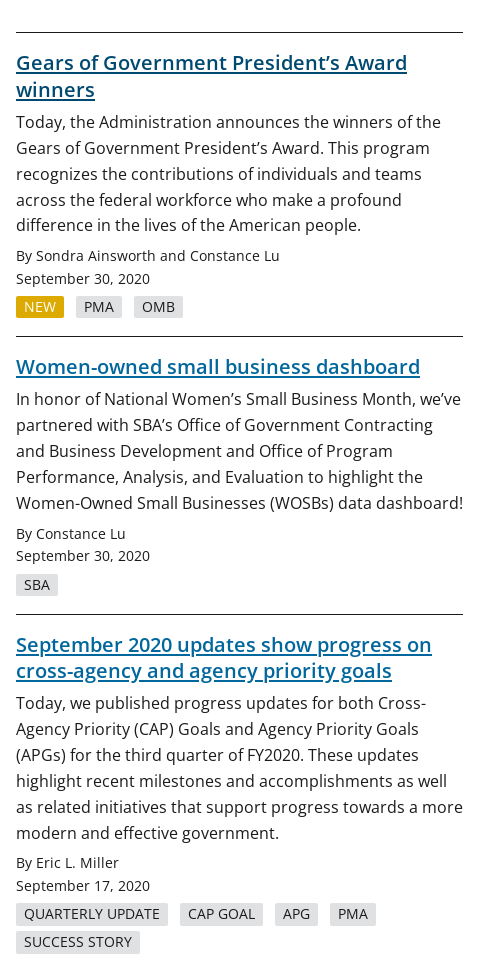 Gears of Government President’s Award
winners
Today, the Administration announces the winners of the
Gears of Government President’s Award. This program
recognizes the contributions of individuals and teams
across the federal workforce who make a profound
difference in the lives of the American people.
By Sondra Ainsworth and Constance Lu
September 30, 2020
NEW PMA OMB
Women-owned small business dashboard
In honor of National Women’s Small Business Month, we’ve
partnered with SBA’s Office of Government Contracting
and Business Development and Office of Program
Performance, Analysis, and Evaluation to highlight the
Women-Owned Small Businesses (WOSBs) data dashboard!
By Constance Lu
September 30, 2020
SBA
September 2020 updates show progress on
cross-agency and agency priority goals
Today, we published progress updates for both Cross-
Agency Priority (CAP) Goals and Agency Priority Goals
(APGs) for the third quarter of FY2020. These updates
highlight recent milestones and accomplishments as well
as related initiatives that support progress towards a more
modern and effective government.
By Eric L. Miller
September 17, 2020
QUARTERLY UPDATE CAP GOAL APG PMA
SUCCESS STORY